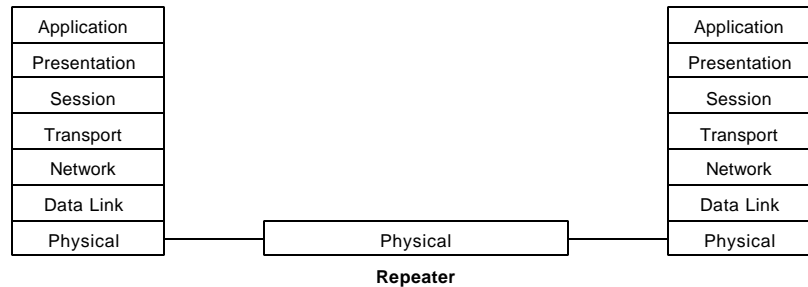 Application
Presentation
Session
Transport
Network
Data Link
Physical
Physical
Repeater
Application
Presentation
Session
Transport
Network
Data Link
Physical